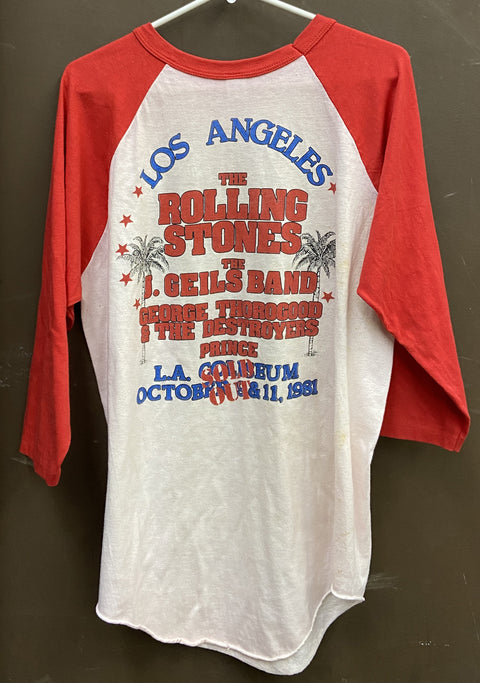 LOS ANGELES
THE
ROLLING
STONES
THE
J. GEILS BAND
GEORGE THOROGOOD
& THE DESTROYERS
PRINCE
L.A. COLISEUM
OCTOBER 9 & 11, 1981
SOLD
OUT